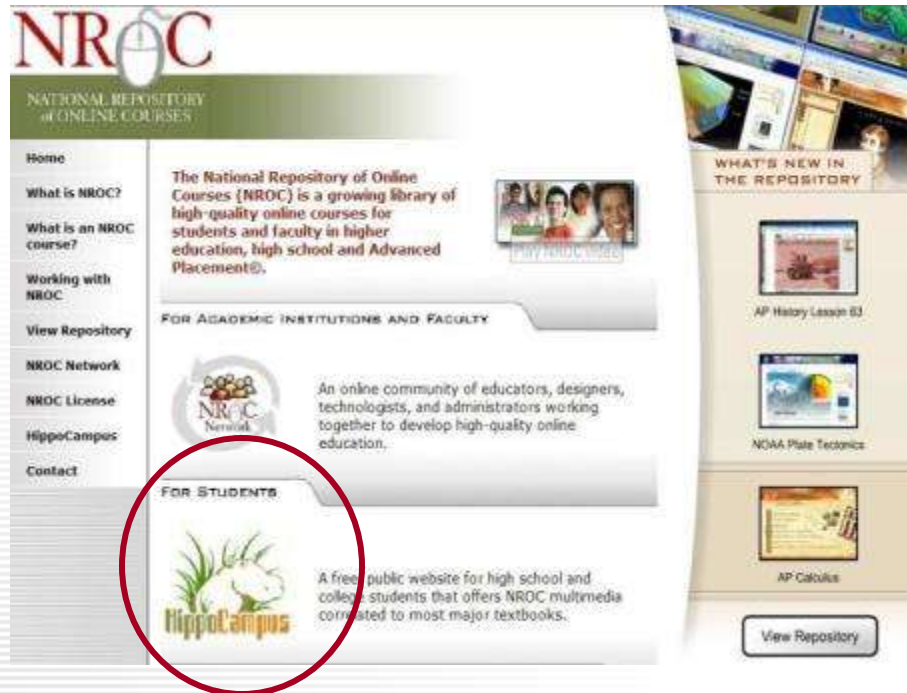 NROC
NATIONAL REPOSITORY
of ONLINE COURSES
Home
What is NROC?
What is an NROC
course?
Working with
NROC
View Repository
NROC Network
NROC License
HippoCampus
Contact
The National Repository of Online
Courses (NROC) is a growing library of
high-quality online courses for
students and faculty in higher
education, high school and Advanced
Placement©.
Play NROC Video
FOR ACADEMIC INSTITUTIONS AND FACULTY
NROC
Network
An online community of educators, designers,
technologists, and administrators working
together to develop high-quality online
education.
FOR STUDENTS
HippoCampus
A free, public website for high school and
college students that offers NROC multimedia
correlated to most major textbooks.
WHAT'S NEW IN
THE REPOSITORY
AP History Lesson 63
NOAA Plate Tectonics
AP Calculus
View Repository